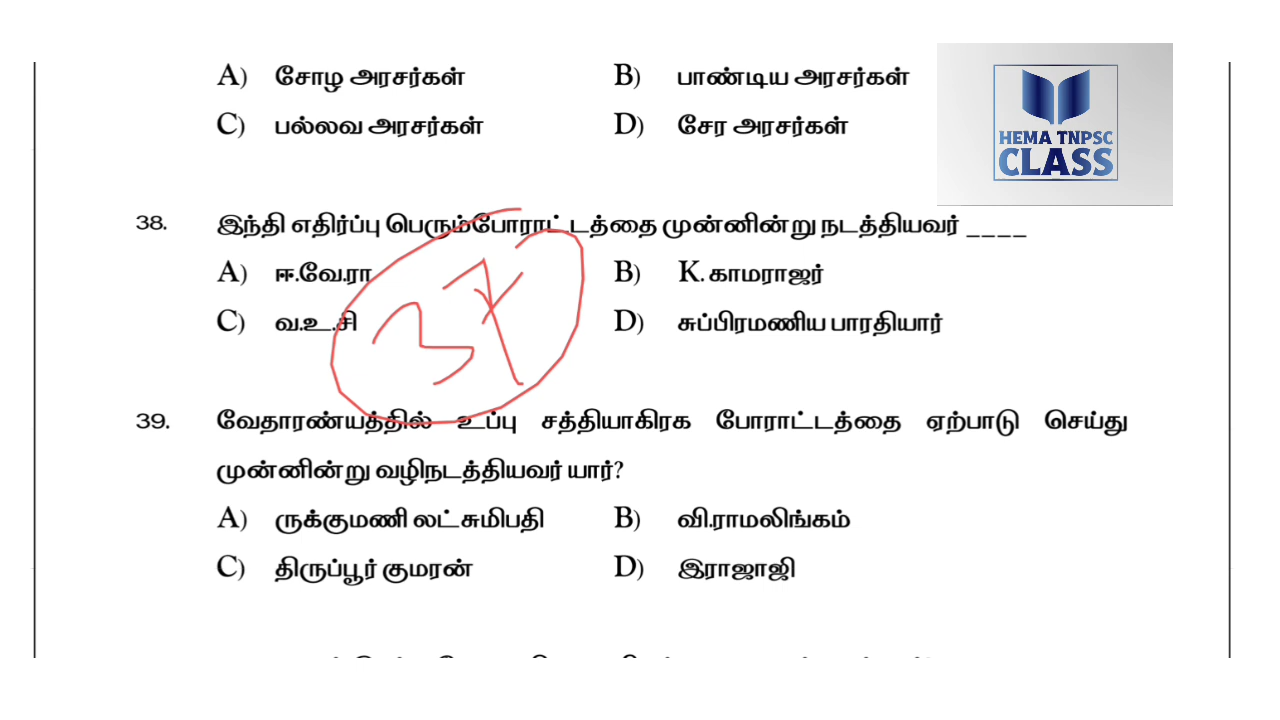 A) சோழ அரசர்கள் B) பாண்டிய அரசர்கள்
C) பல்லவ அரசர்கள் D) சேர அரசர்கள்
HEMA TNPSC
CLASS
38. இந்தி எதிர்ப்பு பெரும்போராட்டத்தை முன்னின்று நடத்தியவர் ____
A) ஈ.வே.ரா B) K. காமராஜர்
C) வ.உ.சி D) சுப்பிரமணிய பாரதியார்
39. வேதாரண்யத்தில் உப்பு சத்தியாகிரக போராட்டத்தை ஏற்பாடு செய்து
முன்னின்று வழிநடத்தியவர் யார்?
A) ருக்குமணி லட்சுமிபதி B) வி.ராமலிங்கம்
C) திருப்பூர் குமரன் D) இராஜாஜி